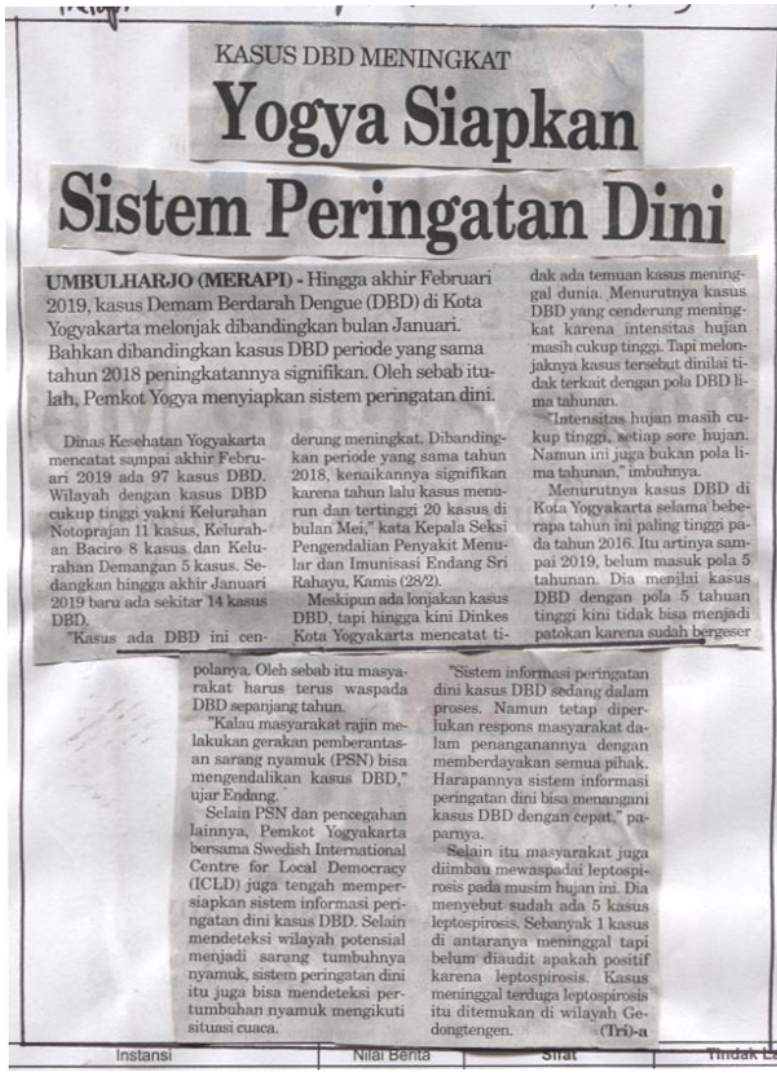 KASUS DBD MENINGKAT
Yogya Siapkan
Sistem Peringatan Dini
UMBULHARJO (MERAPI) - Hingga akhir Februari
2019, kasus Demam Berdarah Dengue (DBD) di Kota
Yogyakarta melonjak dibandingkan bulan Januari.
Bahkan dibandingkan kasus DBD periode yang sama
tahun 2018 peningkatannya signifikan. Oleh sebab itu-
lah, Pemkot Yogya menyiapkan sistem peringatan dini.
Dinas Kesehatan Yogyakarta
mencatat sampai akhir Febru-
ari 2019 ada 97 kasus DBD.
Wilayah dengan kasus DBD
cukup tinggi yakni Kelurahan
Notoprajan 11 kasus, Kelurah-
an Baciro 8 kasus dan Kelu-
rahan Demangan 5 kasus. Se-
dangkan hingga akhir Januari
2019 baru ada sekitar 14 kasus
DBD.
"Kasus ada DBD ini cen-
derung meningkat. Dibanding-
kan periode yang sama tahun
2018, kenaikannya signifikan
karena tahun lalu kasus menu-
run dan tertinggi 20 kasus di
bulan Mei," kata Kepala Seksi
Pengendalian Penyakit Menu-
lar dan Imunisasi Endang Sri
Rahayu, Kamis (28/2).
Meskipun ada lonjakan kasus
DBD, tapi hingga kini Dinkes
Kota Yogyakarta mencatat ti-
dak ada temuan kasus mening-
gal dunia. Menurutnya kasus
DBD yang cenderung mening-
kat karena intensitas hujan
masih cukup tinggi. Tapi melon-
jaknya kasus tersebut dinilai ti-
dak terkait dengan pola DBD li-
ma tahunan.
"Intensitas hujan masih cu-
kup tinggi, setiap sore hujan.
Namun ini juga bukan pola li-
ma tahunan," imbuhnya.
Menurutnya kasus DBD di
Kota Yogyakarta selama bebe-
rapa tahun ini paling tinggi pa-
da tahun 2016. Itu artinya sam-
pai 2019, belum masuk pola 5
tahunan. Dia menilai kasus
DBD dengan pola 5 tahuan
tinggi kini tidak bisa menjadi
patokan karena sudah bergeser
polanya. Oleh sebab itu masya-
rakat harus terus waspada
DBD sepanjang tahun.
"Kalau masyarakat rajin me-
lakukan gerakan pemberantas-
an sarang nyamuk (PSN) bisa
mengendalikan kasus DBD,"
ujar Endang.
Selain PSN dan pencegahan
lainnya, Pemkot Yogyakarta
bersama Swedish International
Centre for Local Democracy
(ICLD) juga tengah memper-
siapkan sistem informasi peri-
ngatan dini kasus DBD. Selain
mendeteksi wilayah potensial
menjadi sarang tumbuhnya
nyamuk, sistem peringatan dini
itu juga bisa mendeteksi per-
tumbuhan nyamuk mengikuti
situasi cuaca.
"Sistem informasi peringatan
dini kasus DBD sedang dalam
proses. Namun tetap diper-
lukan respons masyarakat da-
lam penanganannya dengan
memberdayakan semua pihak.
Harapannya sistem informasi
peringatan dini bisa menangani
kasus DBD dengan cepat," pa-
parnya.
Selain itu masyarakat juga
diimbau mewaspadai leptospi-
rosis pada musim hujan ini. Dia
menyebut sudah ada 5 kasus
leptospirosis. Sebanyak 1 kasus
di antaranya meninggal tapi
belum diaudit apakah positif
karena leptospirosis. Kasus
meninggal terduga leptospirosis
itu ditemukan di wilayah Ge-
dongtengen. (Tri)-a
Instansi Nilai Berita Sifat Tindak La